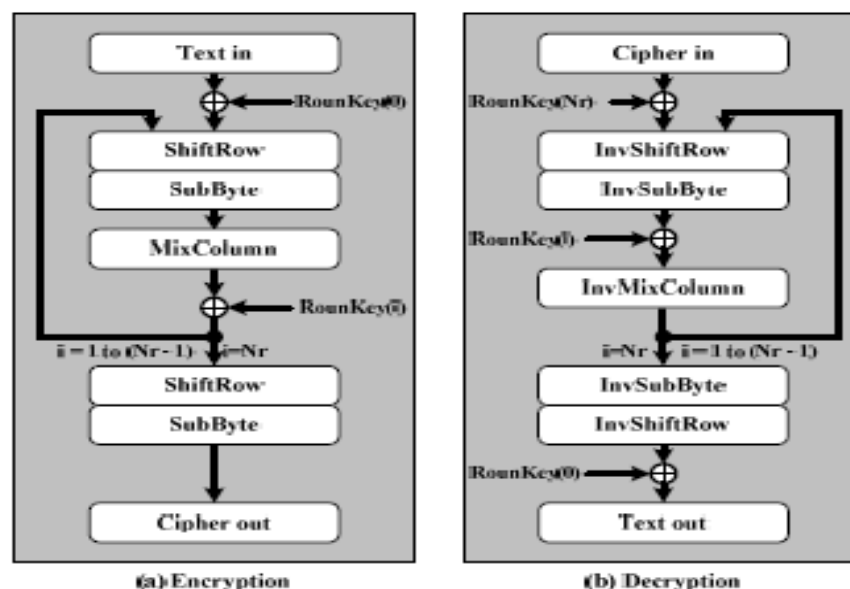 Text in
RounKey(0)
ShiftRow
SubByte
MixColumn
RounKey(i)
i = 1 to (Nr - 1)
i=Nr
ShiftRow
SubByte
Cipher out
(a) Encryption
Cipher in
RounKey(Nr)
InvShiftRow
InvSubByte
RounKey(i)
InvMixColumn
i=Nr
i = 1 to (Nr - 1)
InvSubByte
InvShiftRow
RounKey(0)
Text out
(b) Decryption